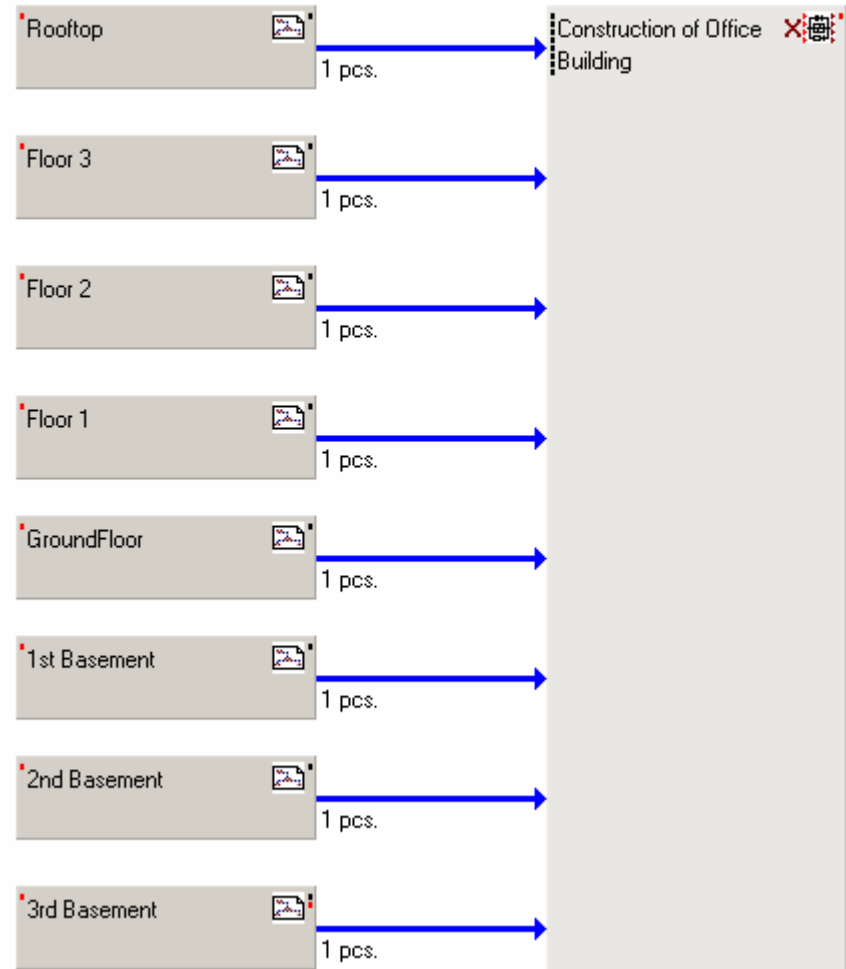 Rooftop
1 pcs.
Construction of Office
Building
Floor 3
1 pcs.
Floor 2
1 pcs.
Floor 1
1 pcs.
GroundFloor
1 pcs.
1st Basement
1 pcs.
2nd Basement
1 pcs.
3rd Basement
1 pcs.